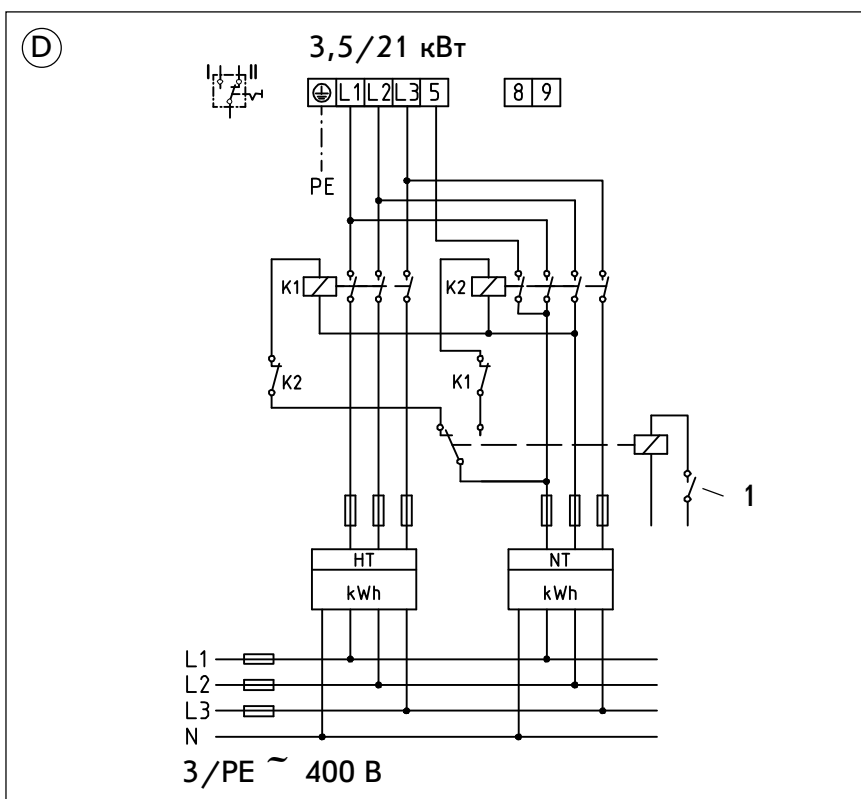 D
3,5/21 кВт
I II
L1 L2 L3 5 8 9
PE
K1 K2
K2 K1
1
HT NT
kWh kWh
L1
L2
L3
N
3/PE ~ 400 В